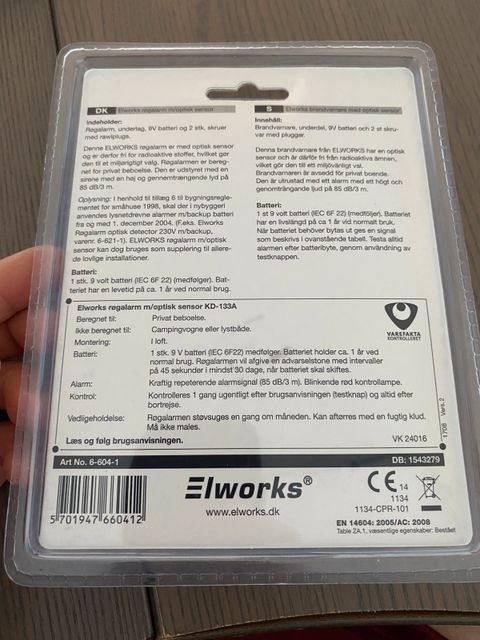 DK Elworks røgalarm m/optisk sensor
Indeholder:
Røgalarm, underlag, 9V batteri og 2 stk. skruer
med rawlplugs.
Denne ELWORKS røgalarm er med optisk sensor
og er derfor fri for radioaktive stoffer, hvilket gør
den til et miljørigtigt valg. Røgalarmen er bereg-
net for privat beboelse. Den er udstyret med en
sirene med en høj og gennemtrængende lyd på
85 dB/3 m.
Oplysning: I henhold til tillæg 6 til bygningsregle-
mentet for småhuse 1998, skal der i nybyggeri
anvendes lysnetdrevne alarmer m/backup batteri
fra og med 1. december 2004. (F.eks. Elworks
Røgalarm optisk detector 230V m/backup,
varenr. 6-621-1). ELWORKS røgalarm m/optisk
sensor kan dog bruges som supplering til allere-
de lovlige installationer.
Batteri:
1 stk. 9 volt batteri (IEC 6F 22) (medfølger). Bat-
teriet har en levetid på ca. 1 år ved normal brug.
S Elworks brandvarnare med optisk sensor
Innehåll:
Brandvarnare, underdel, 9V batteri och 2 st skru-
var med pluggar.
Denna brandvarnare från ELWORKS har en optisk
sensor och är därför fri från radioaktiva ämnen,
vilket gör den till ett miljövänligt val.
Brandvarnaren är avsedd för privat boende.
Den är utrustad med ett alarm med ett högt och
genomträngande ljud på 85 dB/3 m.
Batteri:
1 st 9 volt batteri (IEC 6F 22) (medföljer). Batteriet
har en livslängd på ca 1 år vid normalt bruk.
När batteriet behöver bytas ut ges en signal
som beskrivs i ovanstående tabell. Testa alltid
alarmen efter batteribyte, genom användning av
testknappen.
Elworks røgalarm m/optisk sensor KD-133A
Beregnet til: Privat beboelse.
Ikke beregnet til: Campingvogne eller lystbåde.
Montering: I loft.
Batteri: 1 stk. 9 V batteri (IEC 6F22) medfølger. Batteriet holder ca. 1 år ved
normal brug. Røgalarmen vil afgive en advarselstone med intervaller
på 45 sekunder i mindst 30 dage, når batteriet skal skiftes.
Alarm: Kraftig repeterende alarmsignal (85 dB/3 m). Blinkende rød kontrollampe.
Kontrol: Kontrolleres 1 gang ugentligt efter brugsanvisningen (testknap) og altid efter
bortrejse.
Vedligeholdelse: Røgalarmen støvsuges en gang om måneden. Kan aftørres med en fugtig klud.
Må ikke males.
Læs og følg brugsanvisningen. VK 24016
VAREFAKTA
KONTROLLERET
1708 Vers.2
Art No. 6-604-1 DB: 1543279
5 701947 660412
Elworks®
www.elworks.dk
CE 14
1134
1134-CPR-101
EN 14604: 2005/AC: 2008
Table ZA.1, væsentlige egenskaber: Bestået